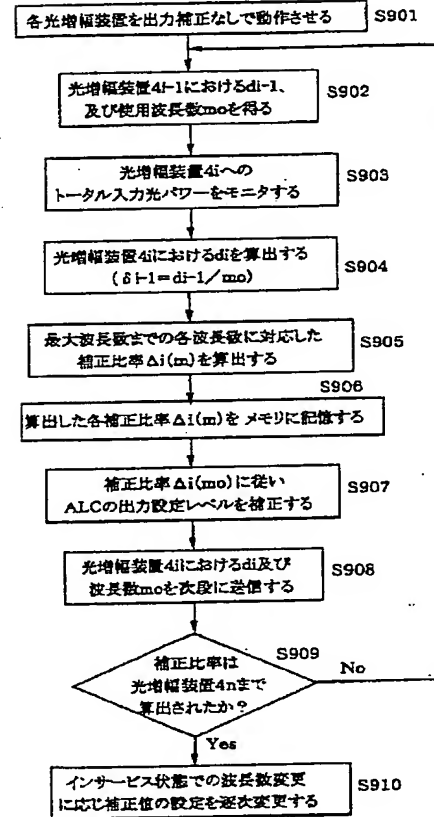 各光増幅装置を出力補正なしで動作させる
S901
光増幅装置4i-1におけるdi-1、
及び使用波長数moを得る
S902
光増幅装置4iへの
トータル入力光パワーをモニタする
S903
光増幅装置4iにおけるdiを算出する
(δi-1=di-1/mo)
S904
最大波長数までの各波長数に対応した
補正比率Δi(m)を算出する
S905
S906
算出した各補正比率Δi(m)をメモリに記憶する
補正比率Δi(mo)に従い
ALCの出力設定レベルを補正する
S907
光増幅装置4iにおけるdi及び
波長数moを次段に送信する
S908
S909
補正比率は
光増幅装置4nまで
算出されたか？
No
Yes
インサービス状態での波長数変更
に応じ補正値の設定を逐次変更する
S910